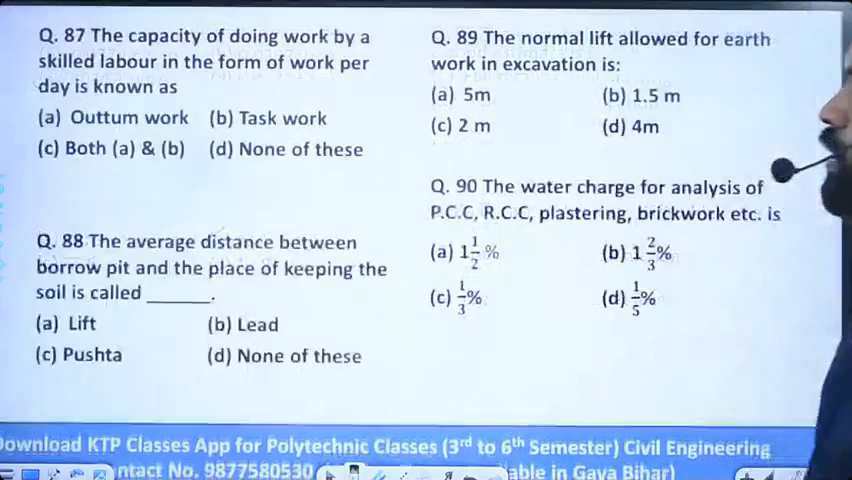 Q. 87 The capacity of doing work by a
skilled labour in the form of work per
day is known as
(a) Outtum work (b) Task work
(c) Both (a) & (b) (d) None of these
Q. 88 The average distance between
borrow pit and the place of keeping the
soil is called ______.
(a) Lift (b) Lead
(c) Pushta (d) None of these
Q. 89 The normal lift allowed for earth
work in excavation is:
(a) 5m (b) 1.5 m
(c) 2 m (d) 4m
Q. 90 The water charge for analysis of
P.C.C, R.C.C, plastering, brickwork etc. is
(a) 1 1/2 % (b) 1 2/3%
(c) 1/3% (d) 1/5%
Download KTP Classes App for Polytechnic Classes (3rd to 6th Semester) Civil Engineering
ntact No. 9877580530 able in Gaya Bihar)